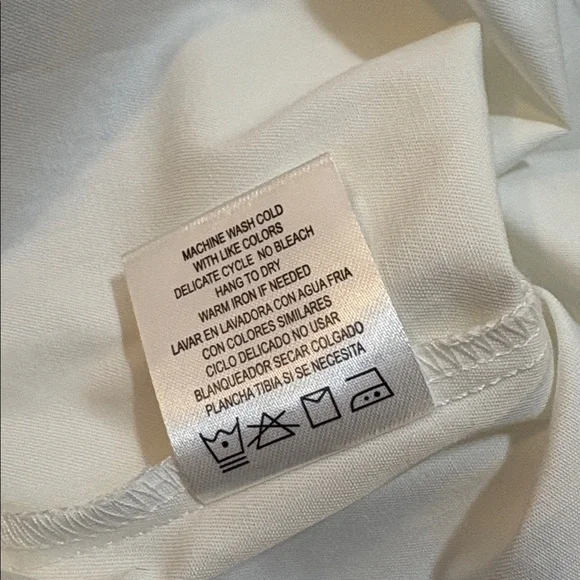 MACHINE WASH COLD
WITH LIKE COLORS
DELICATE CYCLE NO BLEACH
HANG TO DRY
WARM IRON IF NEEDED
LAVAR EN LAVADORA CON AGUA FRIA
CON COLORES SIMILARES
CICLO DELICADO NO USAR
BLANQUEADOR SECAR COLGADO
PLANCHA TIBIA SI SE NECESITA